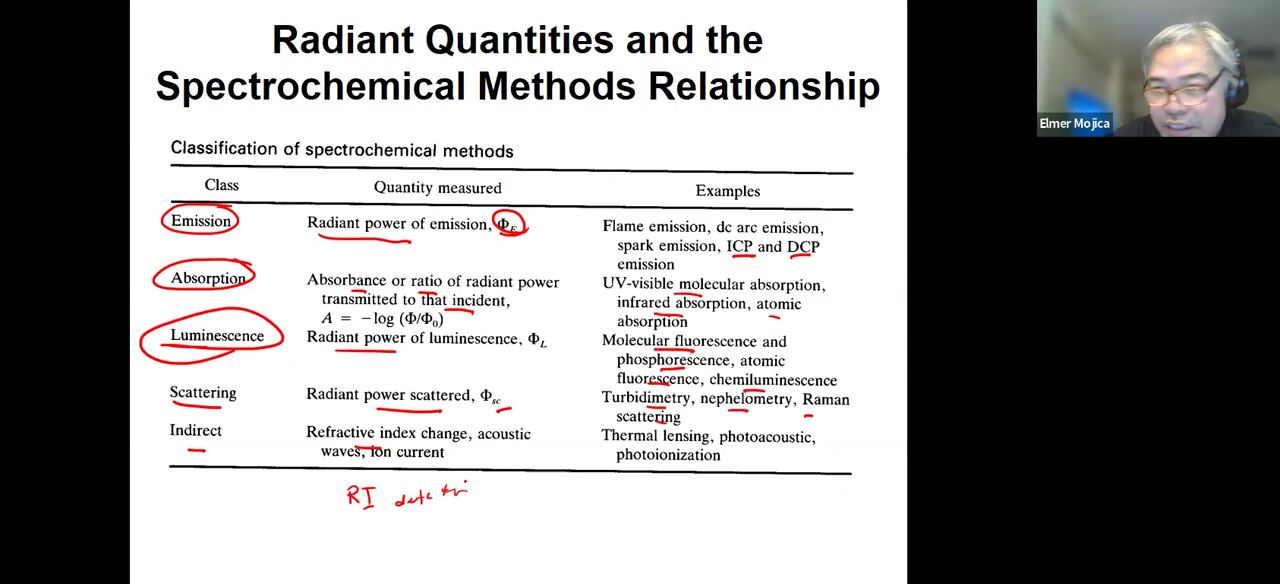 Radiant Quantities and the
Spectrochemical Methods Relationship
Elmer Mojica
Classification of spectrochemical methods
Class Quantity measured Examples
Emission Radiant power of emission, Φ_E Flame emission, dc arc emission,
spark emission, ICP and DCP
emission
Absorption Absorbance or ratio of radiant power UV-visible molecular absorption,
transmitted to that incident, infrared absorption, atomic
A = −log (Φ/Φ₀) absorption
Luminescence Radiant power of luminescence, Φ_L Molecular fluorescence and
phosphorescence, atomic
fluorescence, chemiluminescence
Scattering Radiant power scattered, Φ_sc Turbidimetry, nephelometry, Raman
scattering
Indirect Refractive index change, acoustic Thermal lensing, photoacoustic,
waves, ion current photoionization
RI